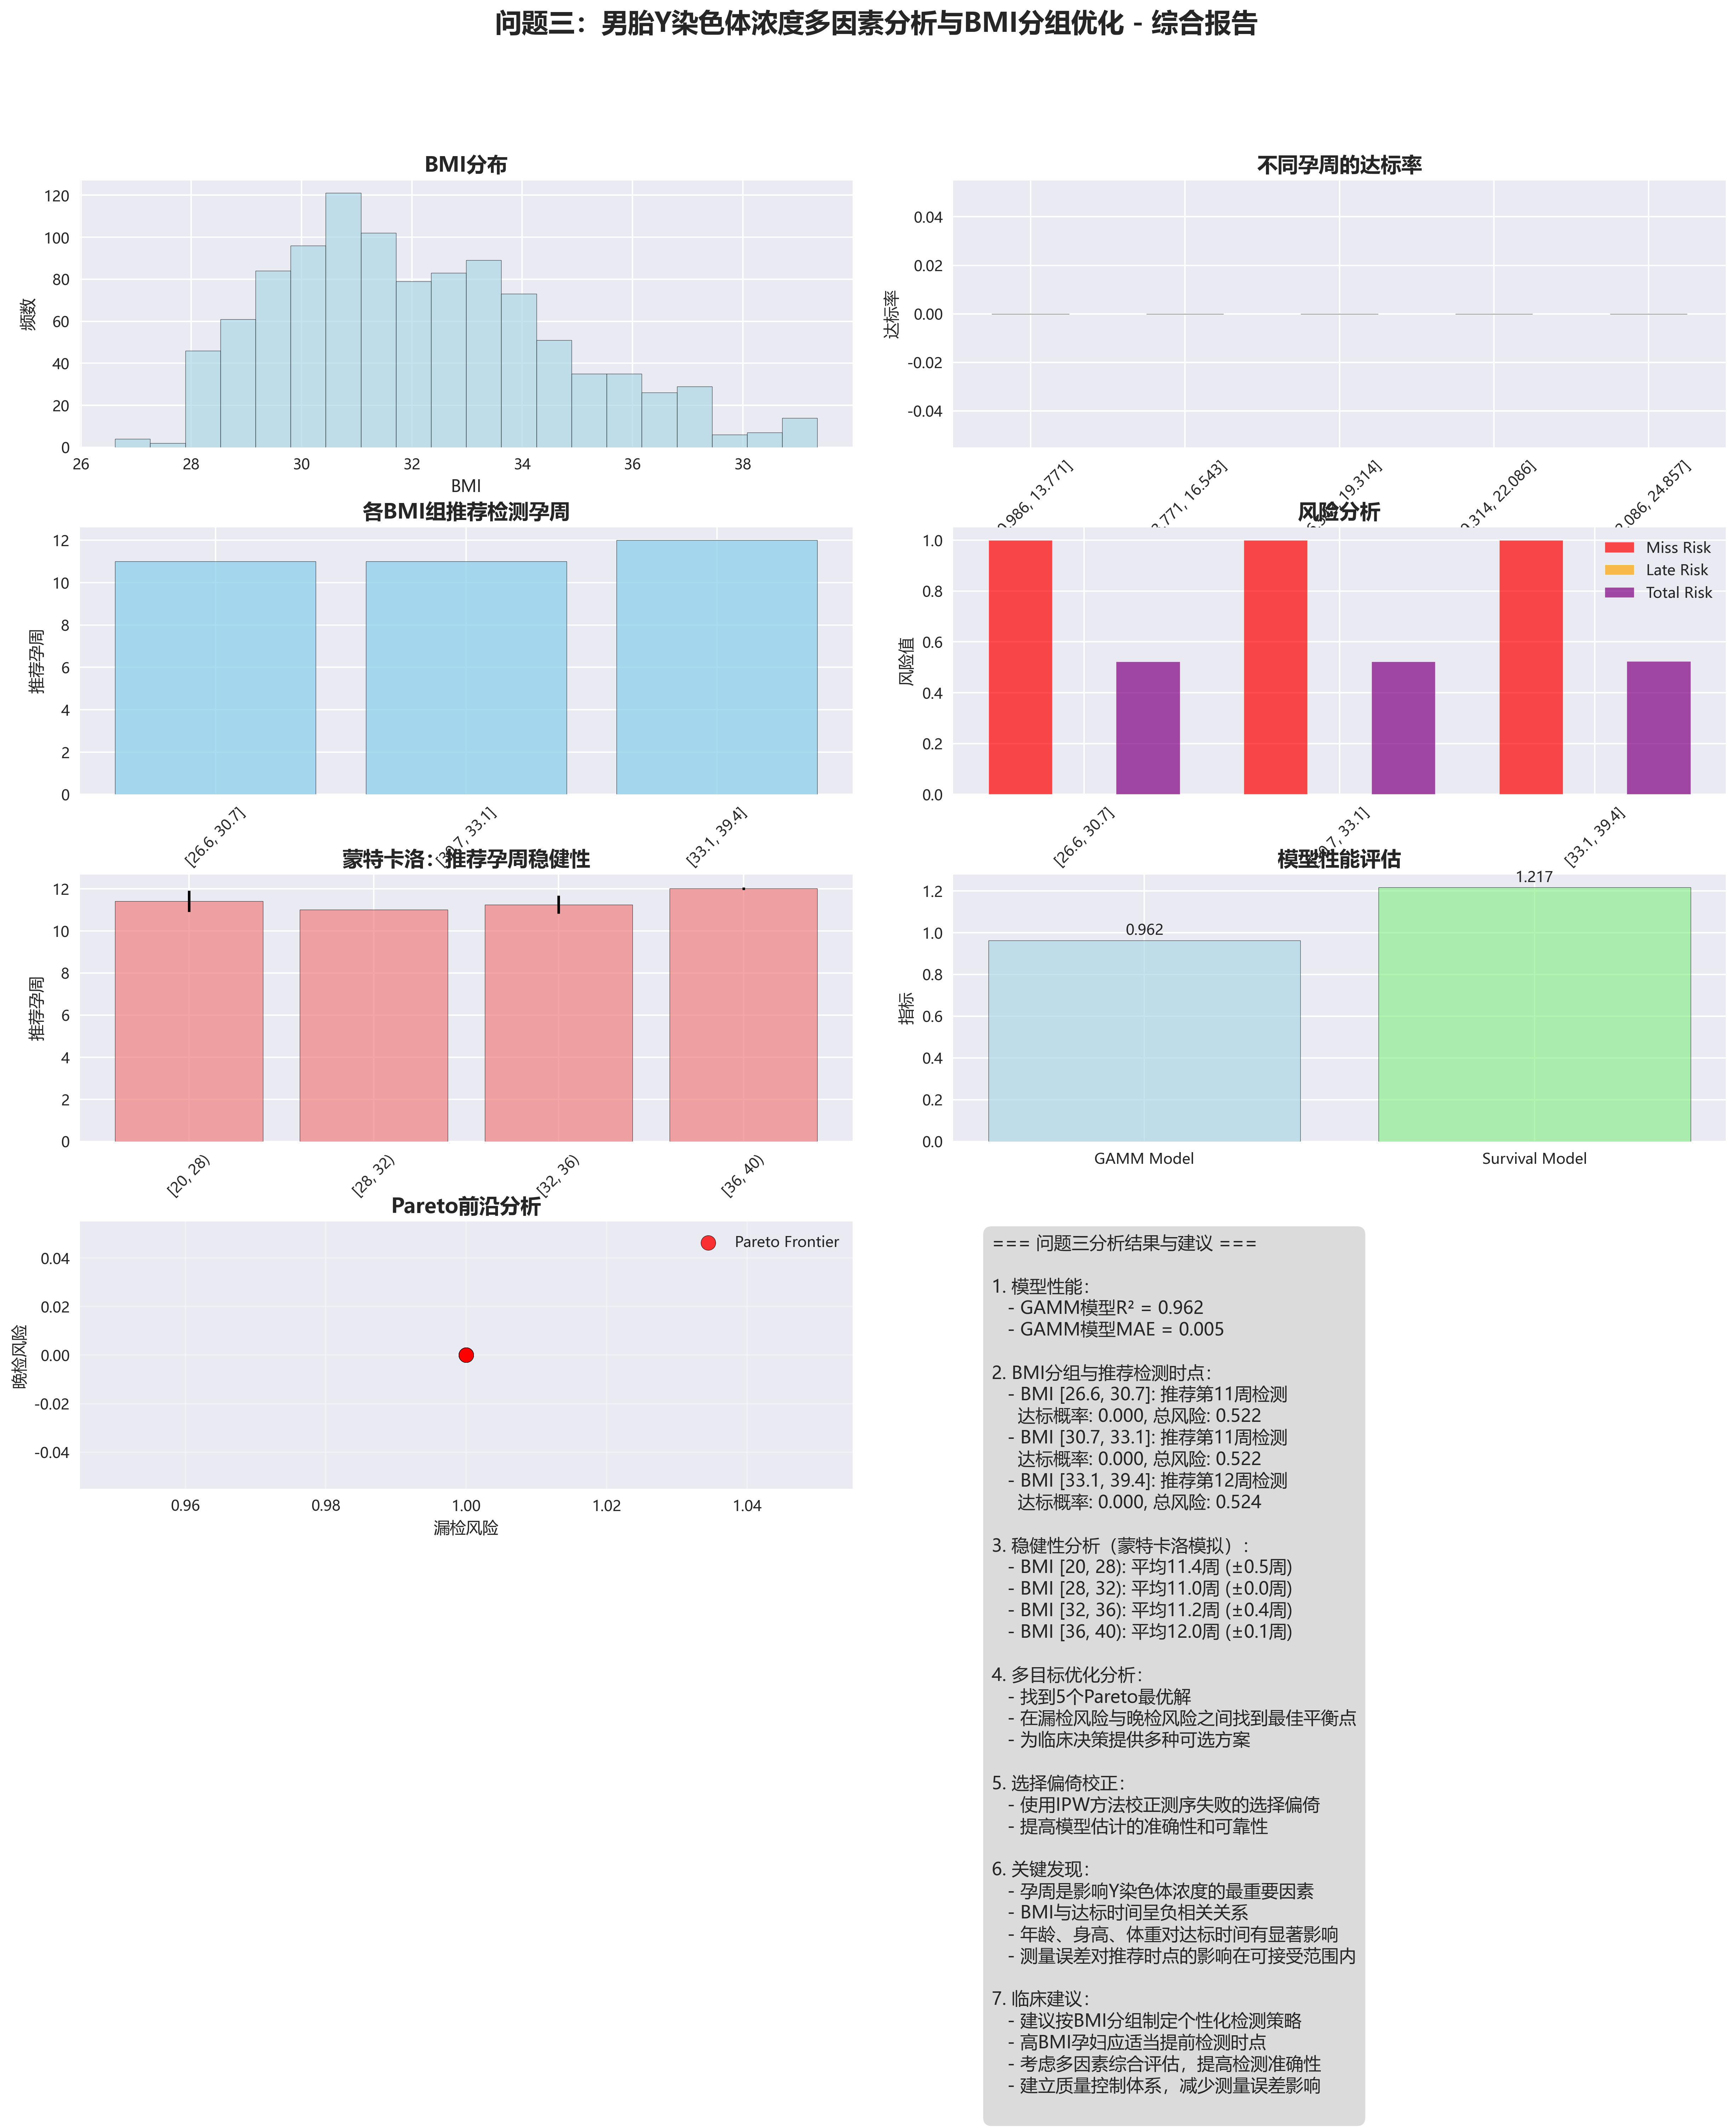 问题三：男胎Y染色体浓度多因素分析与BMI分组优化 - 综合报告
BMI分布
120
100
80
60
40
20
0
频数
26 28 30 32 34 36 38
BMI
不同孕周的达标率
0.04
0.02
0.00
-0.02
-0.04
达标率
.986, 13.771]
.771, 16.543]
19.314]
.314, 22.086]
.086, 24.857]
各BMI组推荐检测孕周
12
10
8
6
4
2
0
推荐孕周
[26.6, 30.7]
33.1]
[33.1, 39.4]
风险分析
1.0
0.8
0.6
0.4
0.2
0.0
风险值
Miss Risk
Late Risk
Total Risk
[26.6, 30.7]
33.1]
[33.1, 39.4]
蒙特卡洛：推荐孕周稳健性
12
10
8
6
4
2
0
推荐孕周
[20, 28)
[28, 32)
[32, 36)
[36, 40)
模型性能评估
1.2
1.0
0.8
0.6
0.4
0.2
0.0
指标
0.962
1.217
GAMM Model Survival Model
Pareto前沿分析
0.04
0.02
0.00
-0.02
-0.04
晚检风险
Pareto Frontier
0.96 0.98 1.00 1.02 1.04
漏检风险
=== 问题三分析结果与建议 ===
1. 模型性能：
- GAMM模型R² = 0.962
- GAMM模型MAE = 0.005
2. BMI分组与推荐检测时点：
- BMI [26.6, 30.7]: 推荐第11周检测
达标概率: 0.000, 总风险: 0.522
- BMI [30.7, 33.1]: 推荐第11周检测
达标概率: 0.000, 总风险: 0.522
- BMI [33.1, 39.4]: 推荐第12周检测
达标概率: 0.000, 总风险: 0.524
3. 稳健性分析（蒙特卡洛模拟）：
- BMI [20, 28): 平均11.4周 (±0.5周)
- BMI [28, 32): 平均11.0周 (±0.0周)
- BMI [32, 36): 平均11.2周 (±0.4周)
- BMI [36, 40): 平均12.0周 (±0.1周)
4. 多目标优化分析：
- 找到5个Pareto最优解
- 在漏检风险与晚检风险之间找到最佳平衡点
- 为临床决策提供多种可选方案
5. 选择偏倚校正：
- 使用IPW方法校正测序失败的选择偏倚
- 提高模型估计的准确性和可靠性
6. 关键发现：
- 孕周是影响Y染色体浓度的最重要因素
- BMI与达标时间呈负相关关系
- 年龄、身高、体重对达标时间有显著影响
- 测量误差对推荐时点的影响在可接受范围内
7. 临床建议：
- 建议按BMI分组制定个性化检测策略
- 高BMI孕妇应适当提前检测时点
- 考虑多因素综合评估，提高检测准确性
- 建立质量控制体系，减少测量误差影响